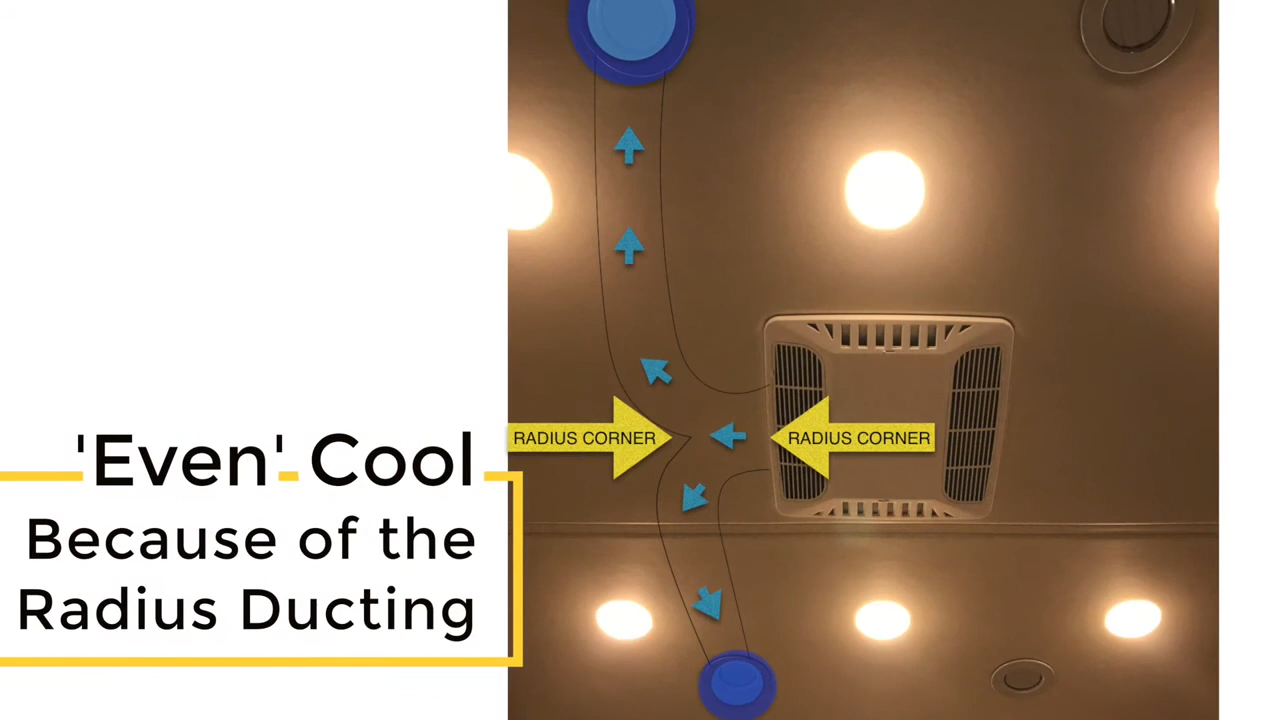 'Even' Cool
Because of the
Radius Ducting
RADIUS CORNER
RADIUS CORNER